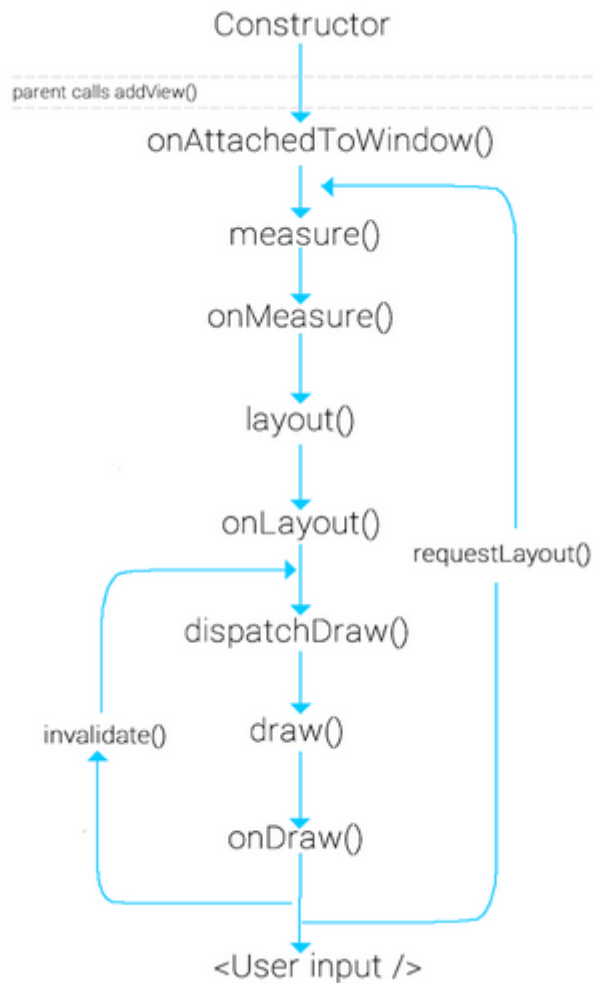 Constructor
parent calls addView()
onAttachedToWindow()
measure()
onMeasure()
layout()
onLayout()
requestLayout()
dispatchDraw()
invalidate()
draw()
onDraw()
<User input />